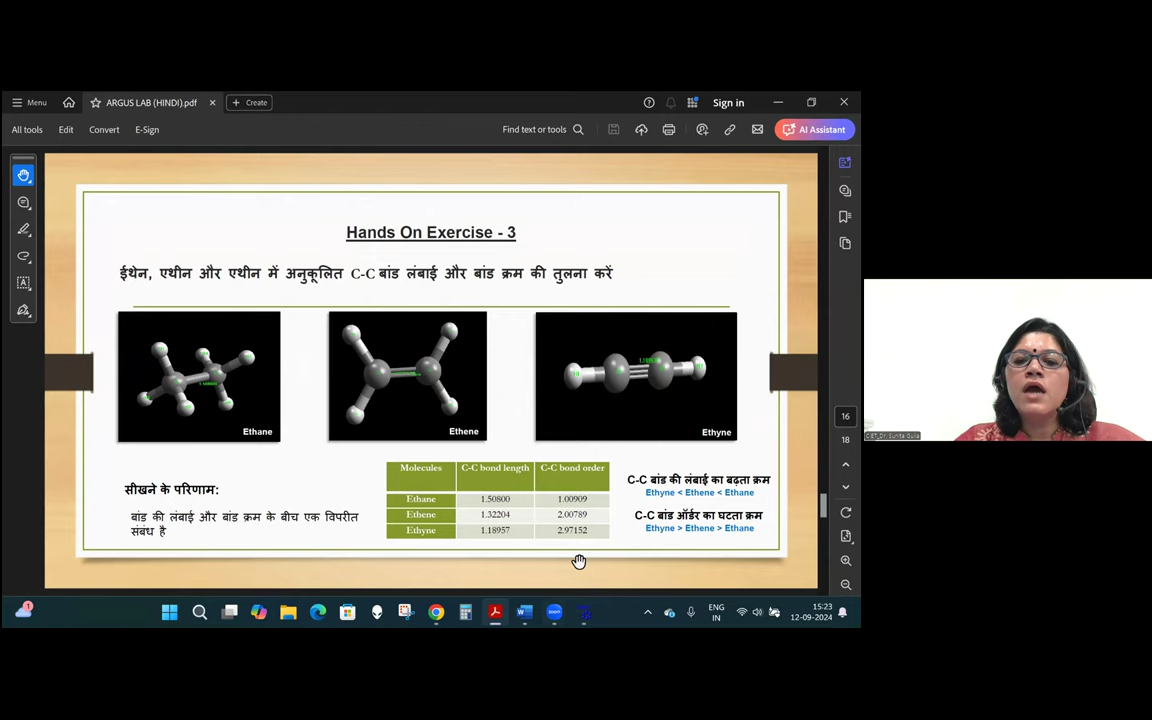 Menu
ARGUS LAB (HINDI).pdf
Create
Sign in
All tools
Edit
Convert
E-Sign
Find text or tools
AI Assistant
Hands On Exercise - 3
ईथेन, एथीन और एथीन में अनुकूलित C-C बांड लंबाई और बांड क्रम की तुलना करें
Ethane
Ethene
Ethyne
सीखने के परिणाम:
बांड की लंबाई और बांड क्रम के बीच एक विपरीत
संबंध है
Molecules C-C bond length C-C bond order
Ethane 1.50800 1.00909
Ethene 1.32204 2.00789
Ethyne 1.18957 2.97152
C-C बांड की लंबाई का बढ़ता क्रम
Ethyne < Ethene < Ethane
C-C बांड ऑर्डर का घटता क्रम
Ethyne > Ethene > Ethane
16
18
ENG
IN
15:23
12-09-2024